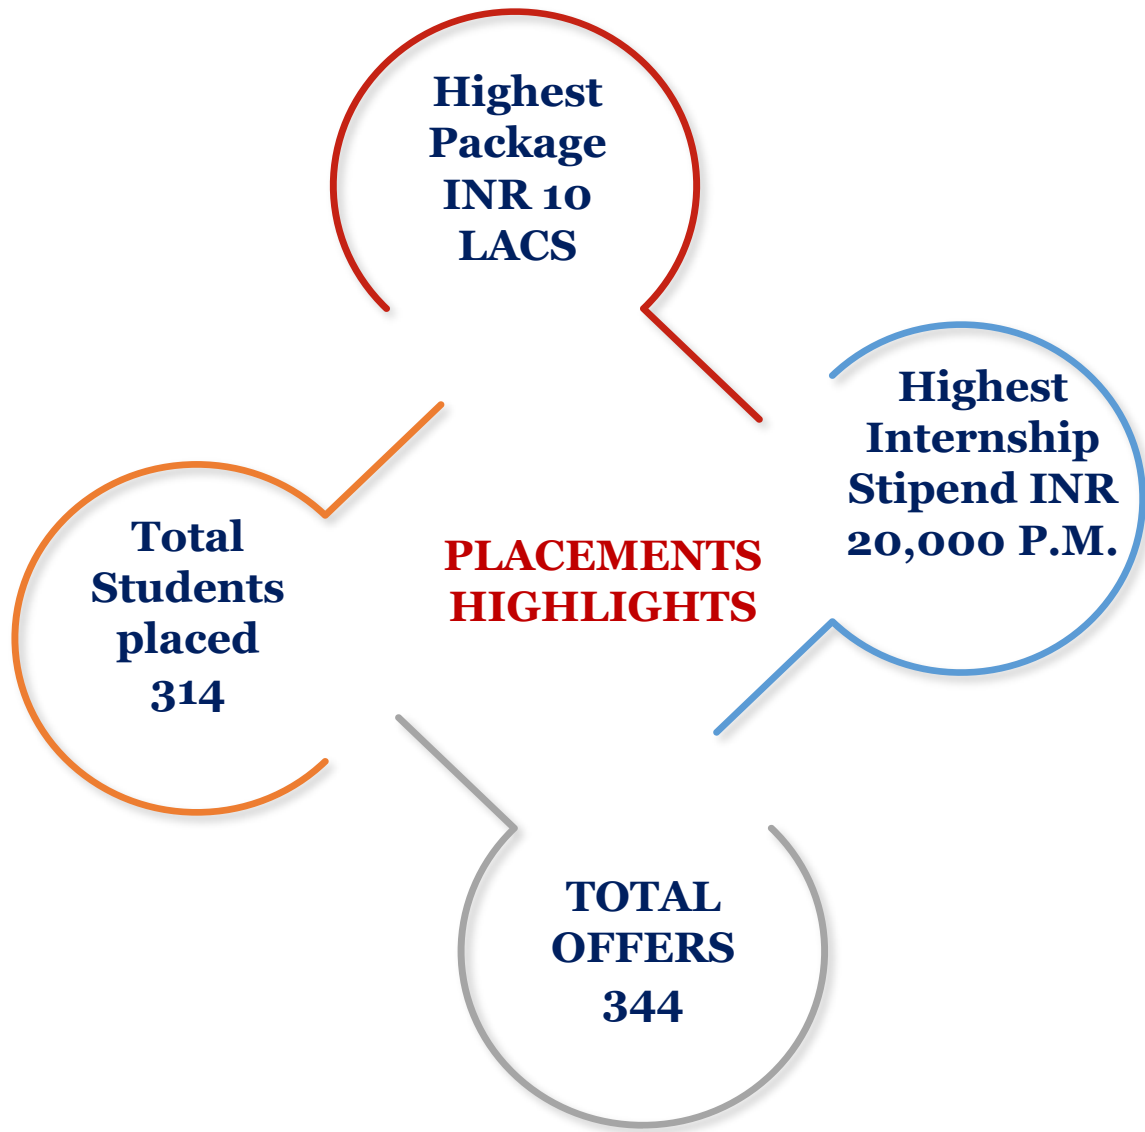 Highest
Package
INR 10
LACS
Highest
Internship
Stipend INR
20,000 P.M.
Total
Students
placed
314
PLACEMENTS
HIGHLIGHTS
TOTAL
OFFERS
344